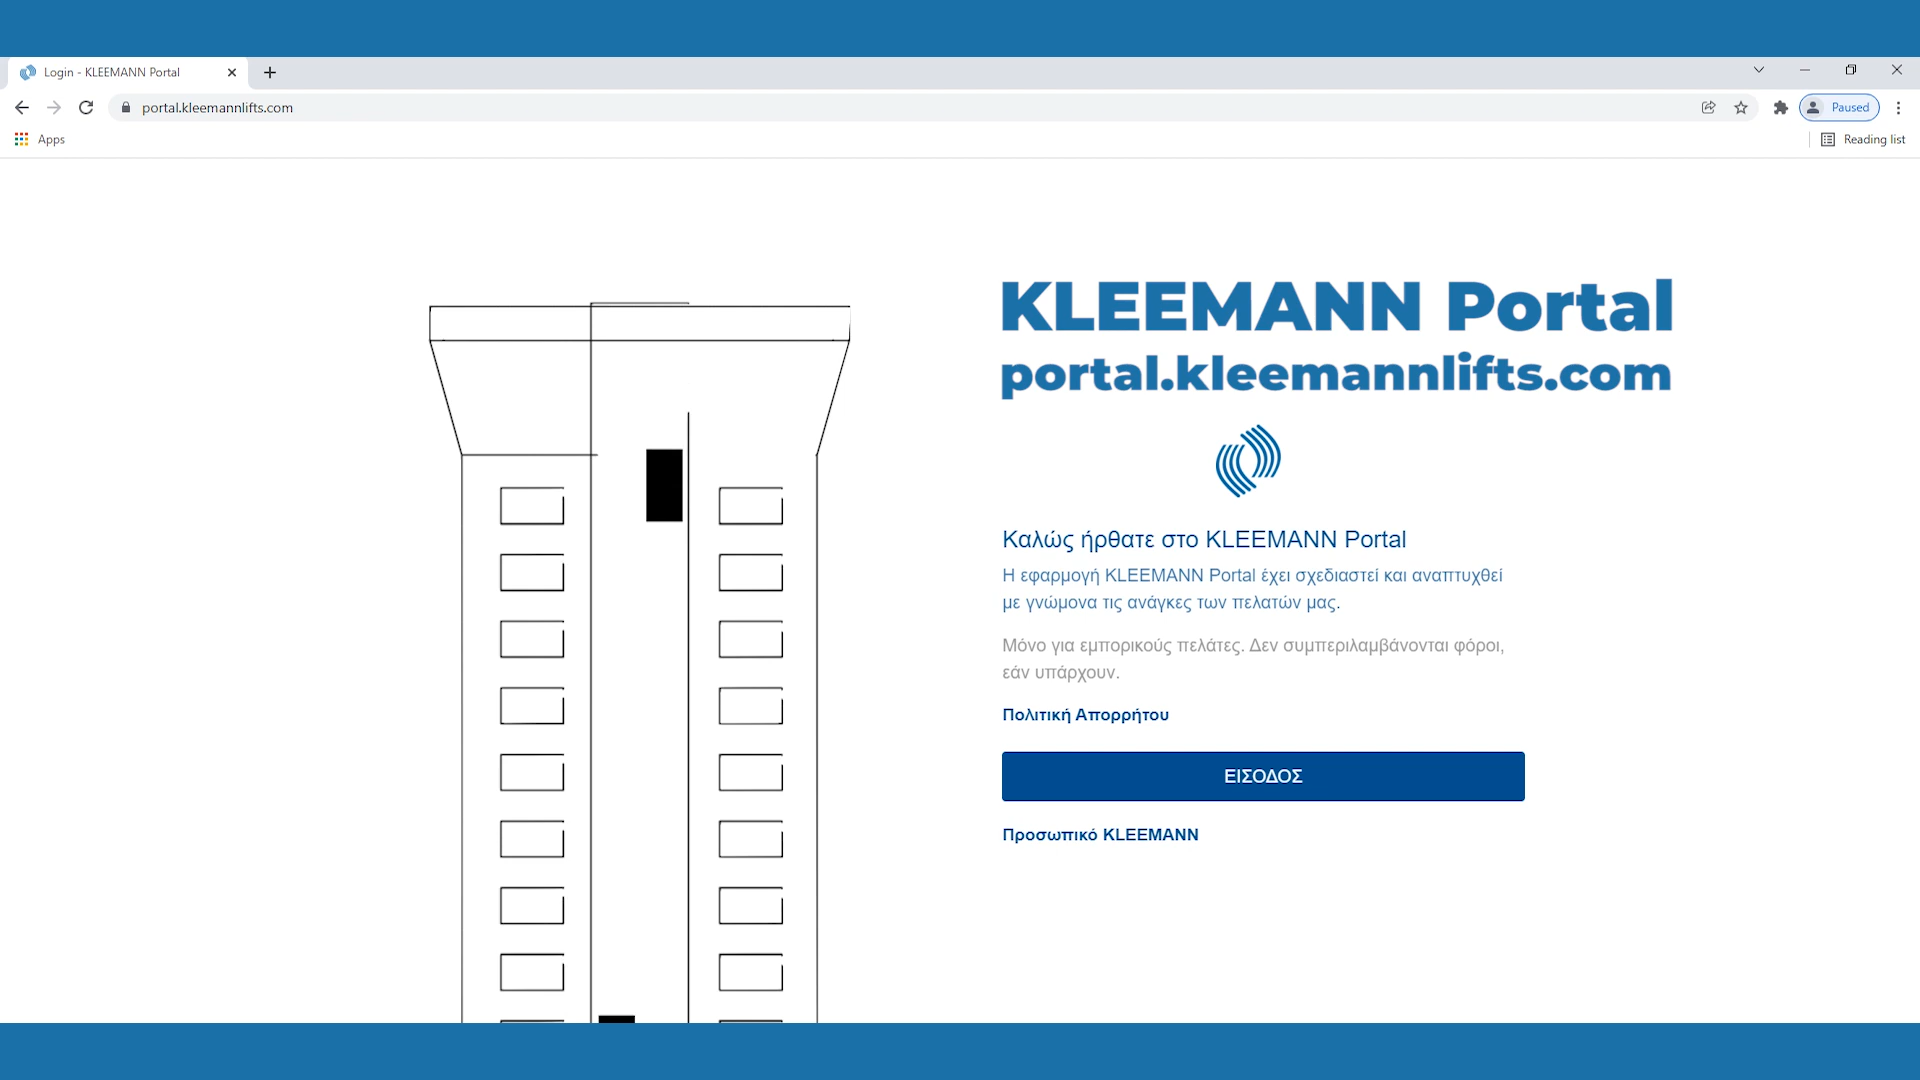 Login - KLEEMANN Portal
portal.kleemannlifts.com
Paused
Apps
Reading list
KLEEMANN Portal
portal.kleemannlifts.com
Καλώς ήρθατε στο KLEEMANN Portal
Η εφαρμογή KLEEMANN Portal έχει σχεδιαστεί και αναπτυχθεί
με γνώμονα τις ανάγκες των πελατών μας.
Μόνο για εμπορικούς πελάτες. Δεν συμπεριλαμβάνονται φόροι,
εάν υπάρχουν.
Πολιτική Απορρήτου
ΕΙΣΟΔΟΣ
Προσωπικό KLEEMANN